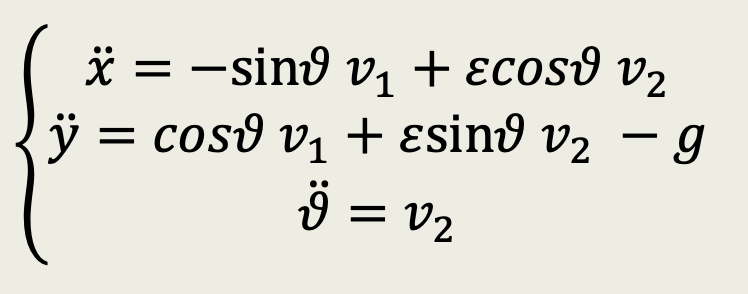 ẍ = −sinϑ v₁ + εcosϑ v₂
ÿ = cosϑ v₁ + εsinϑ v₂ − g
ϑ̈ = v₂